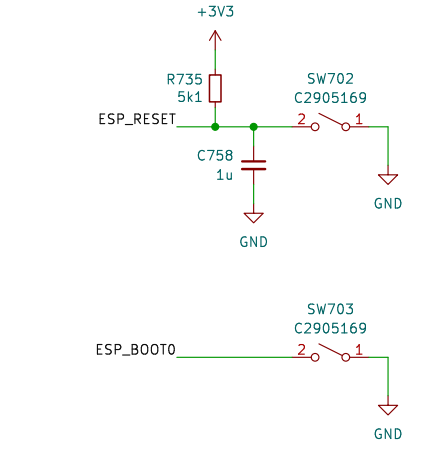 +3V3
R735
5k1
SW702
C2905169
ESP_RESET
2 1
C758
1u
GND
GND
SW703
C2905169
ESP_BOOT0
2 1
GND